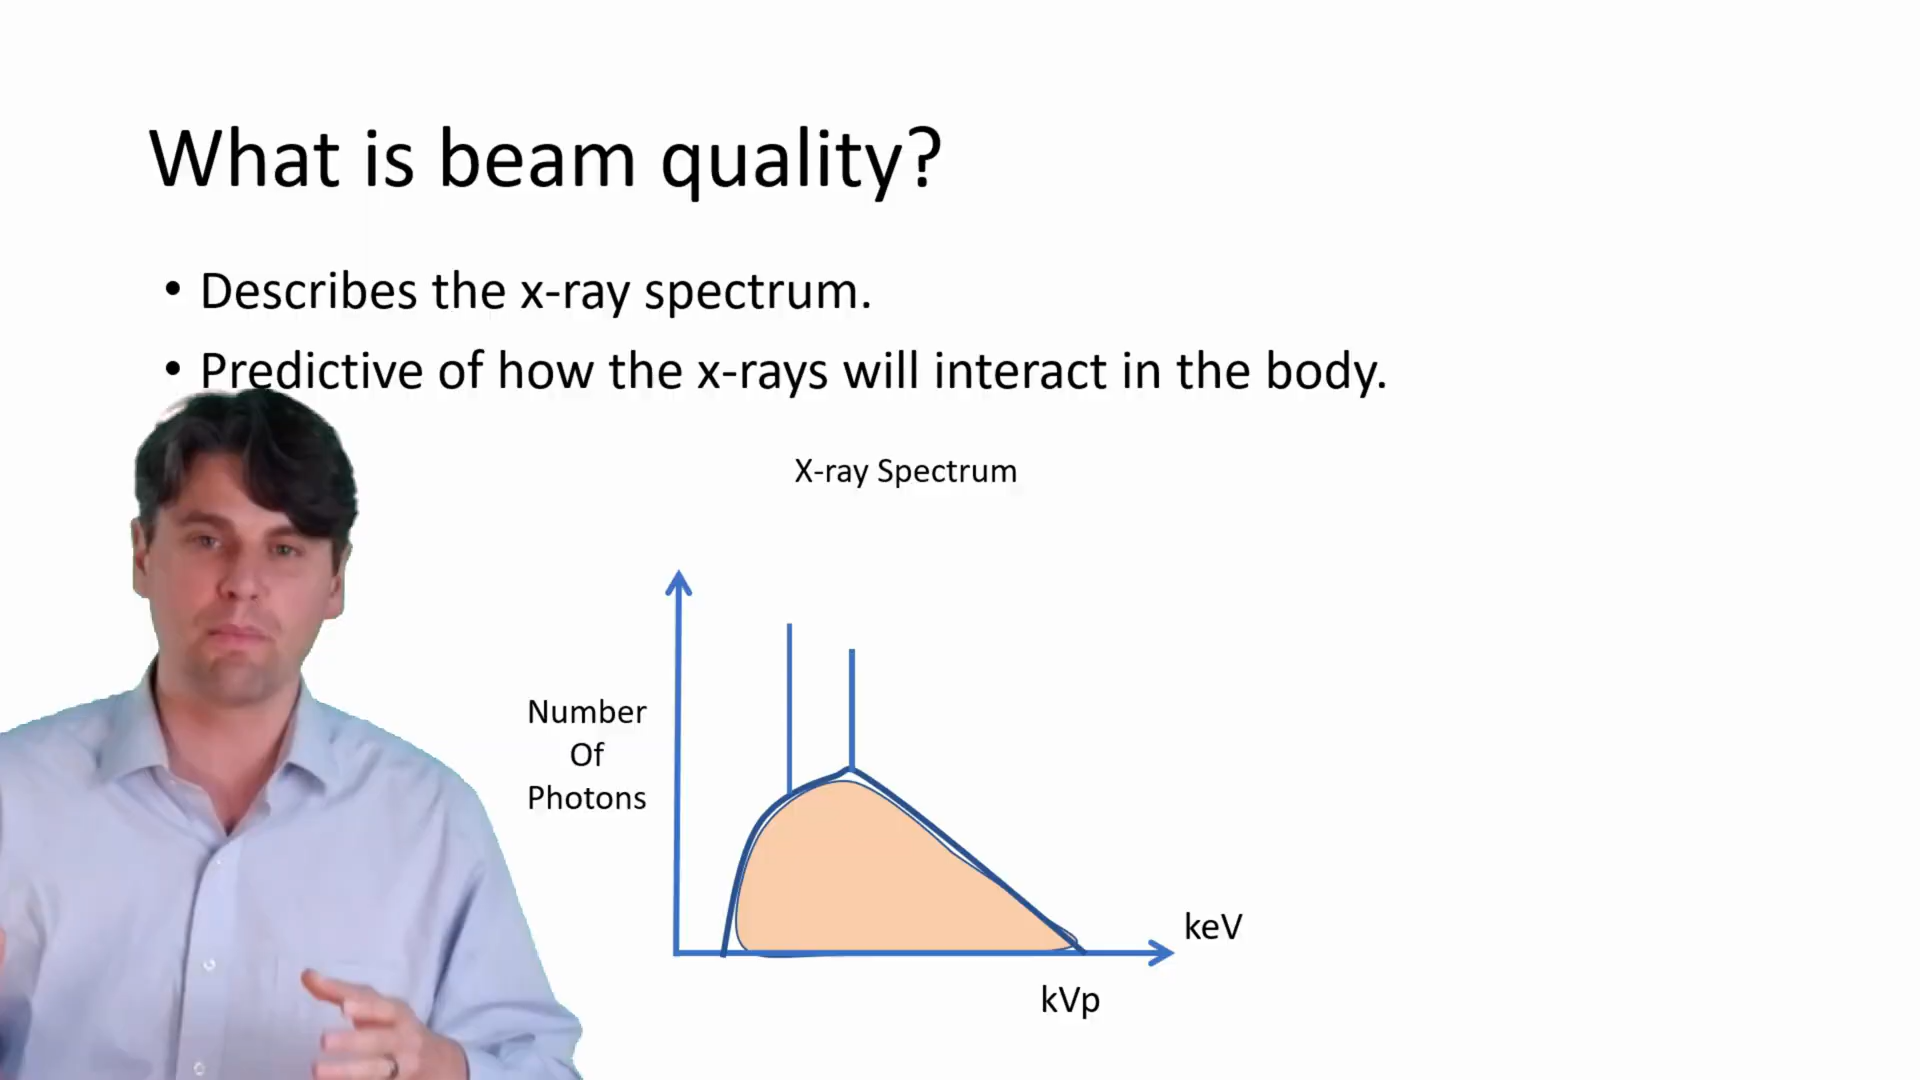 What is beam quality?
• Describes the x-ray spectrum.
• Predictive of how the x-rays will interact in the body.
X-ray Spectrum
Number
Of
Photons
keV
kVp